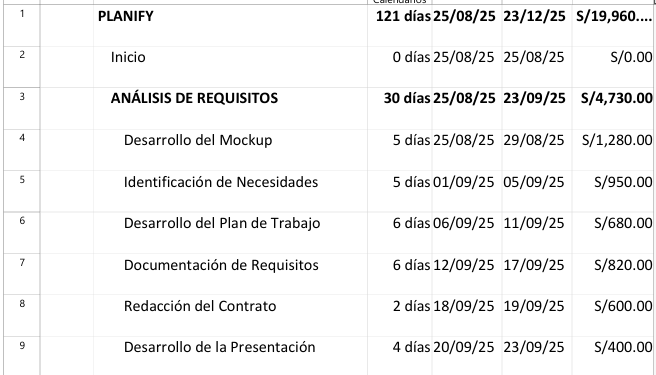 Calendarios
1 PLANIFY 121 días 25/08/25 23/12/25 S/19,960....
2 Inicio 0 días 25/08/25 25/08/25 S/0.00
3 ANÁLISIS DE REQUISITOS 30 días 25/08/25 23/09/25 S/4,730.00
4 Desarrollo del Mockup 5 días 25/08/25 29/08/25 S/1,280.00
5 Identificación de Necesidades 5 días 01/09/25 05/09/25 S/950.00
6 Desarrollo del Plan de Trabajo 6 días 06/09/25 11/09/25 S/680.00
7 Documentación de Requisitos 6 días 12/09/25 17/09/25 S/820.00
8 Redacción del Contrato 2 días 18/09/25 19/09/25 S/600.00
9 Desarrollo de la Presentación 4 días 20/09/25 23/09/25 S/400.00